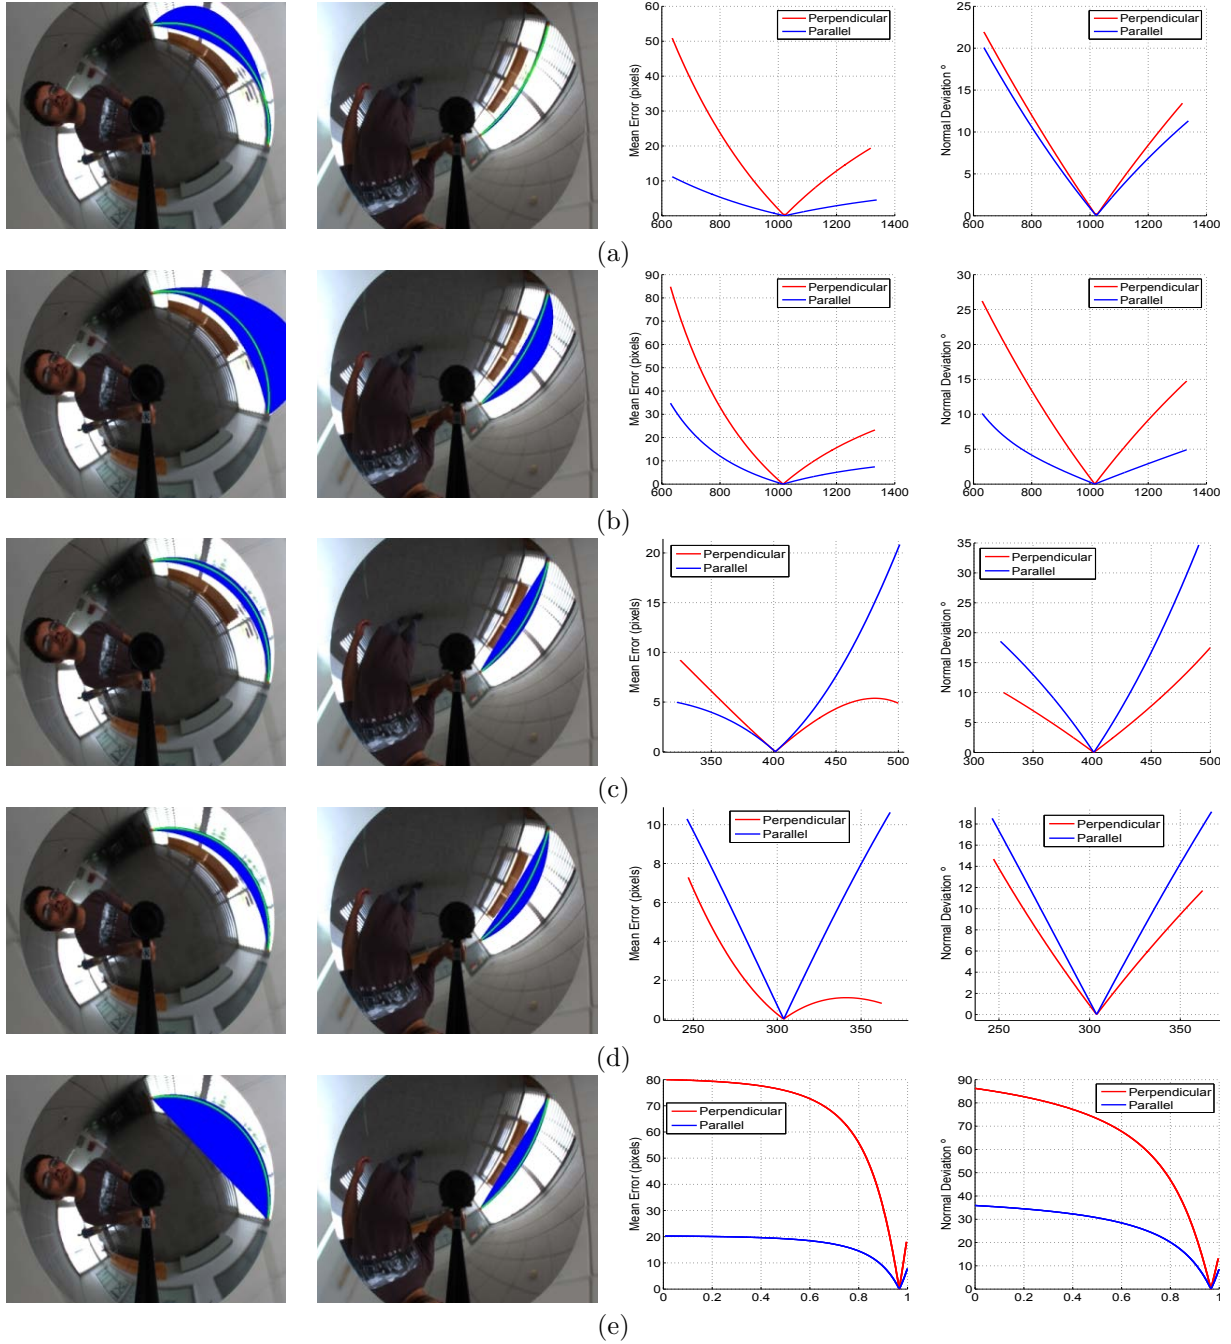 60
50
40
30
20
10
0
Mean Error (pixels)
Perpendicular
Parallel
600 800 1000 1200 1400
25
20
15
10
5
0
Normal Deviation º
Perpendicular
Parallel
600 800 1000 1200 1400
(a)
90
80
70
60
50
40
30
20
10
0
Mean Error (pixels)
Perpendicular
Parallel
600 800 1000 1200 1400
30
25
20
15
10
5
0
Normal Deviation º
Perpendicular
Parallel
600 800 1000 1200 1400
(b)
20
15
10
5
0
Mean Error (pixels)
Perpendicular
Parallel
350 400 450 500
35
30
25
20
15
10
5
0
Normal Deviation º
Perpendicular
Parallel
300 350 400 450 500
(c)
10
8
6
4
2
0
Mean Error (pixels)
Perpendicular
Parallel
250 300 350
18
16
14
12
10
8
6
4
2
0
Normal Deviation º
Perpendicular
Parallel
250 300 350
(d)
80
70
60
50
40
30
20
10
0
Mean Error (pixels)
Perpendicular
Parallel
0 0.2 0.4 0.6 0.8 1
90
80
70
60
50
40
30
20
10
0
Normal Deviation º
Perpendicular
Parallel
0 0.2 0.4 0.6 0.8 1
(e)